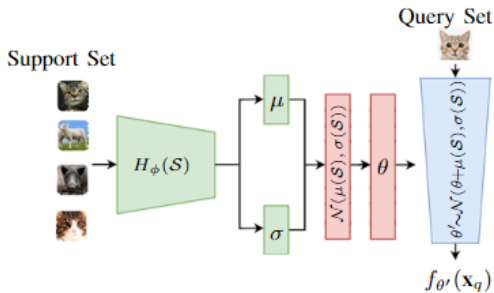 Query Set
Support Set
H_ϕ(𝒮)
μ
σ
𝒩(μ(𝒮), σ(𝒮))
θ
θ′∼𝒩(θ+μ(𝒮), σ(𝒮))
f_θ′(𝐱_q)